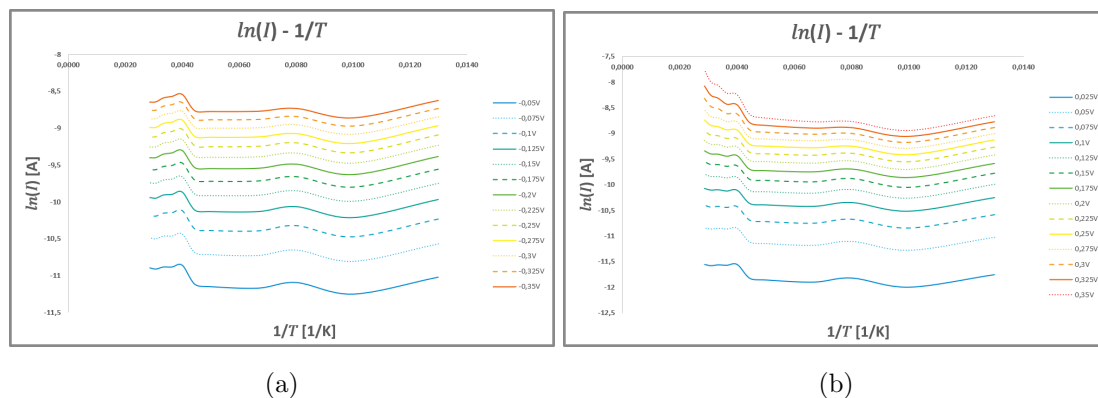 ln(I) - 1/T
-8
0,0000 0,0020 0,0040 0,0060 0,0080 0,0100 0,0120 0,0140
-8,5
-9
-9,5
-10
-10,5
-11
-11,5
ln(I) [A]
1/T [1/K]
-0,05V
-0,075V
-0,1V
-0,125V
-0,15V
-0,175V
-0,2V
-0,225V
-0,25V
-0,275V
-0,3V
-0,325V
-0,35V
(a)
ln(I) - 1/T
-7,5
0,0000 0,0020 0,0040 0,0060 0,0080 0,0100 0,0120 0,0140
-8
-8,5
-9
-9,5
-10
-10,5
-11
-11,5
-12
-12,5
ln(I) [A]
1/T [1/K]
0,025V
0,05V
0,075V
0,1V
0,125V
0,15V
0,175V
0,2V
0,225V
0,25V
0,275V
0,3V
0,325V
0,35V
(b)